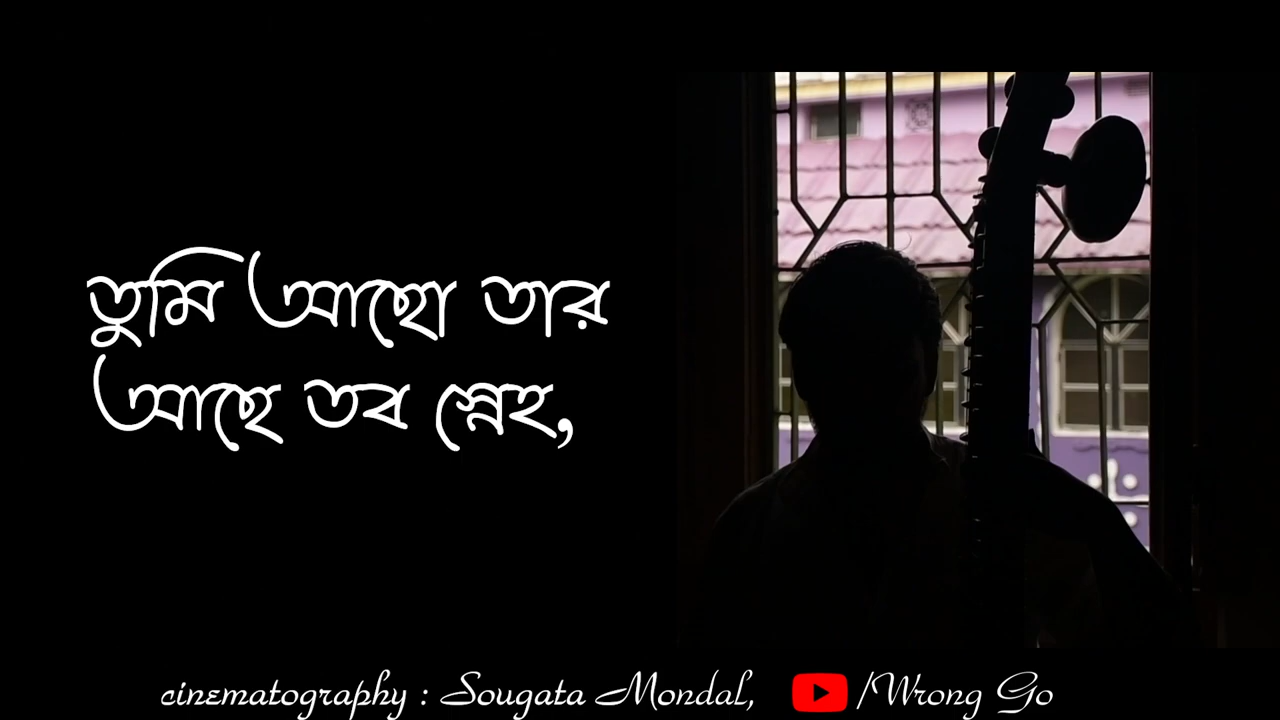 তুমি আছো তার
আছে তব স্নেহ,
cinematography : Sougata Mondal, /Wrong Go